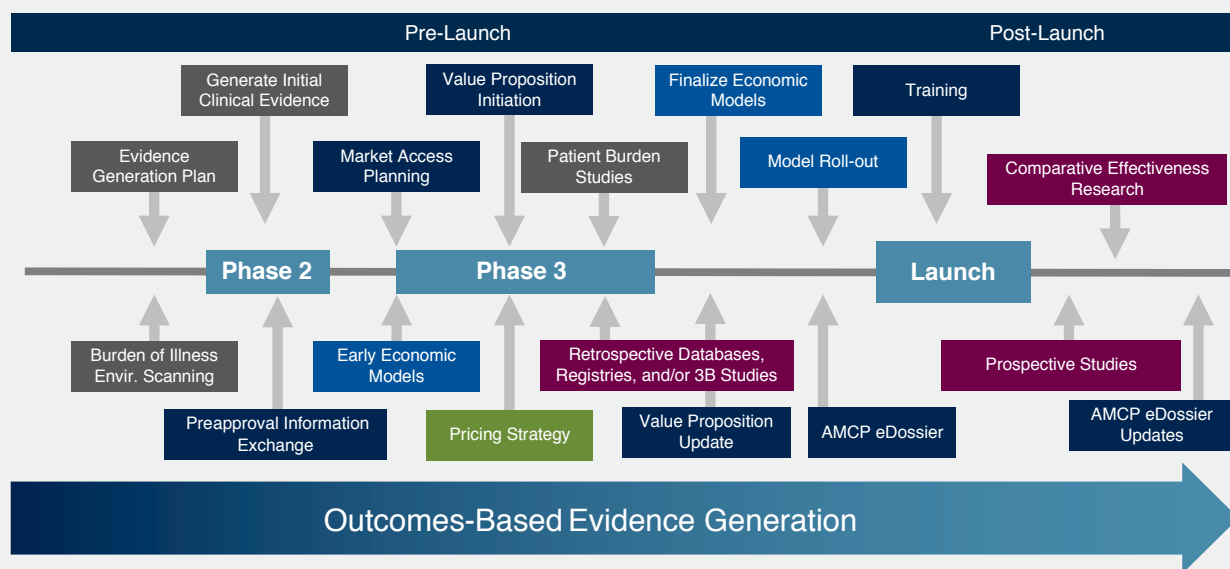 Pre-Launch
Post-Launch
Generate Initial
Clinical Evidence
Value Proposition
Initiation
Finalize Economic
Models
Training
Evidence
Generation Plan
Market Access
Planning
Patient Burden
Studies
Model Roll-out
Comparative Effectiveness
Research
Phase 2
Phase 3
Launch
Burden of Illness
Envir. Scanning
Early Economic
Models
Retrospective Databases,
Registries, and/or 3B Studies
Prospective Studies
Preapproval Information
Exchange
Pricing Strategy
Value Proposition
Update
AMCP eDossier
AMCP eDossier
Updates
Outcomes-Based Evidence Generation